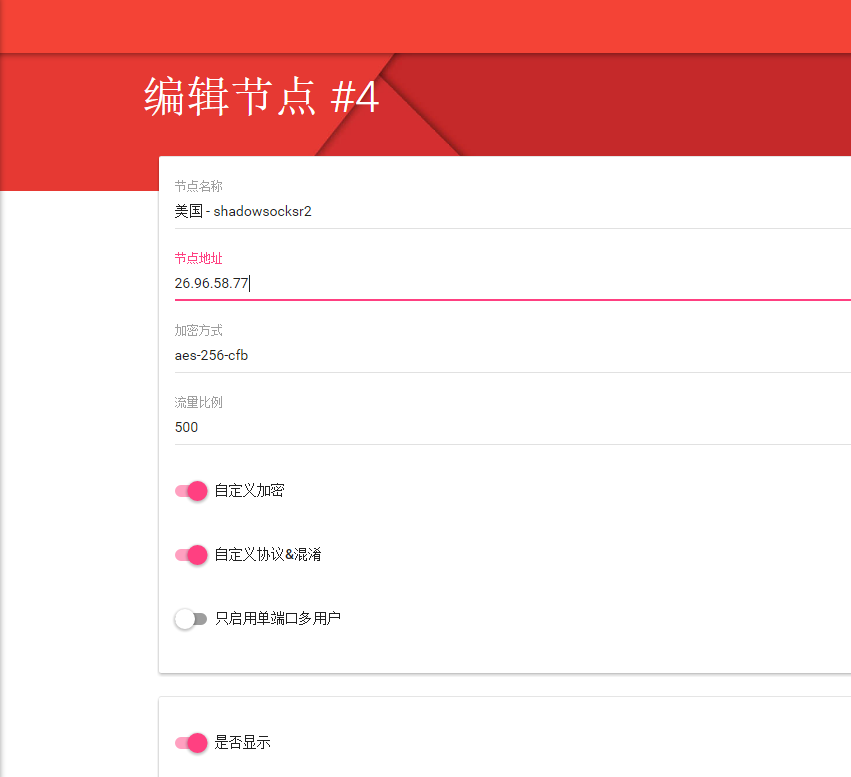 编辑节点 #4
节点名称
美国 - shadowsocksr2
节点地址
26.96.58.77
加密方式
aes-256-cfb
流量比例
500
自定义加密
自定义协议&混淆
只启用单端口多用户
是否显示